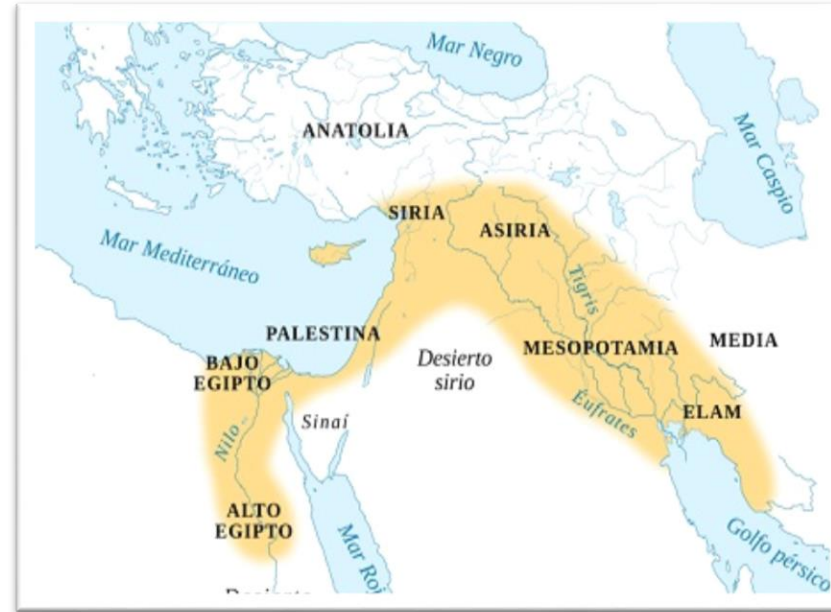 Mar Negro
Mar Caspio
ANATOLIA
SIRIA
ASIRIA
Mar Mediterráneo
Tigris
PALESTINA
MESOPOTAMIA
MEDIA
BAJO
EGIPTO
Desierto
sirio
Éufrates
ELAM
Sinaí
Nilo
ALTO
EGIPTO
Mar Roj
Golfo pérsico